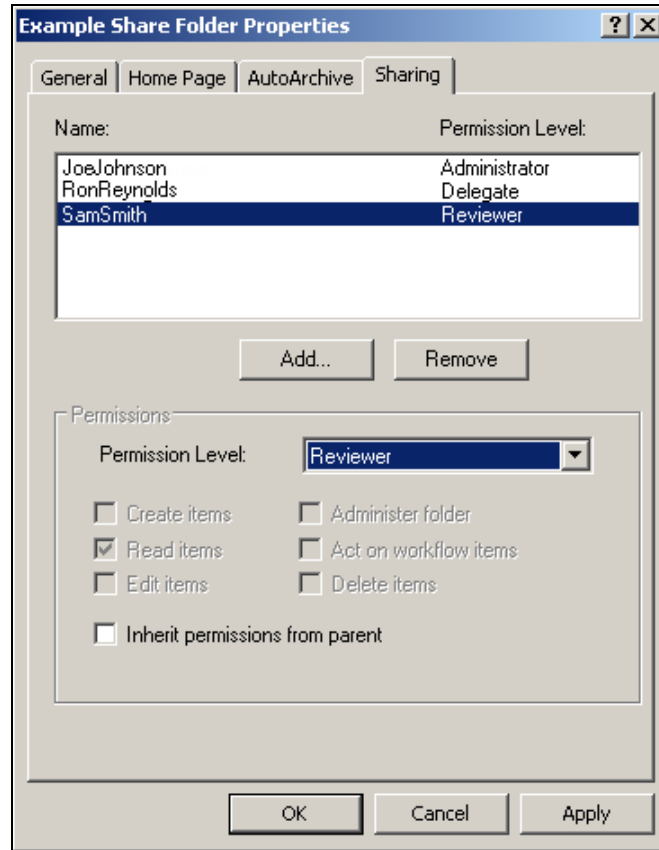 Example Share Folder Properties
General Home Page AutoArchive Sharing
Name: Permission Level:
JoeJohnson Administrator
RonReynolds Delegate
SamSmith Reviewer
Add... Remove
Permissions
Permission Level: Reviewer
Create items Administer folder
Read items Act on workflow items
Edit items Delete items
Inherit permissions from parent
OK Cancel Apply